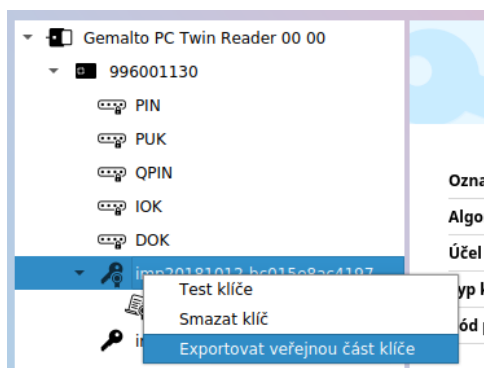 Gemalto PC Twin Reader 00 00
996001130
PIN
PUK
QPIN
Ozna
IOK
Algo
DOK
Účel
Test klíče
yp k
Smazat klíč
ód p
Exportovat veřejnou část klíče